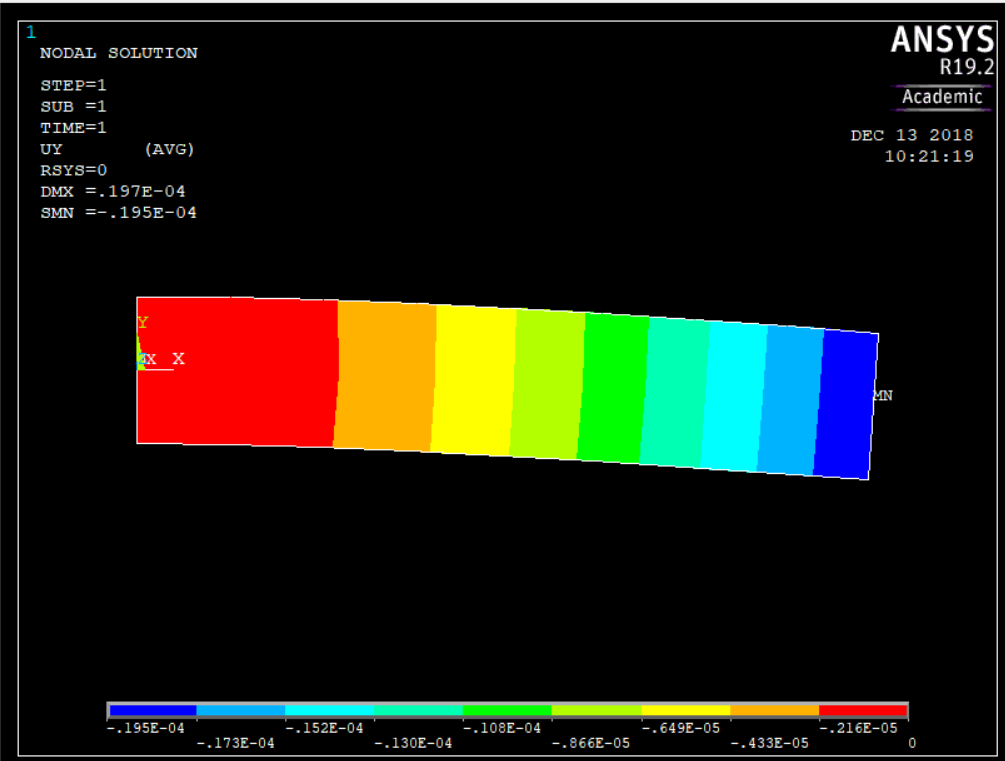 1
NODAL SOLUTION
STEP=1
SUB =1
TIME=1
UY (AVG)
RSYS=0
DMX =.197E-04
SMN =-.195E-04
ANSYS
R19.2
Academic
DEC 13 2018
10:21:19
Y
X X
MN
-.195E-04 -.152E-04 -.108E-04 -.649E-05 -.216E-05
-.173E-04 -.130E-04 -.866E-05 -.433E-05 0